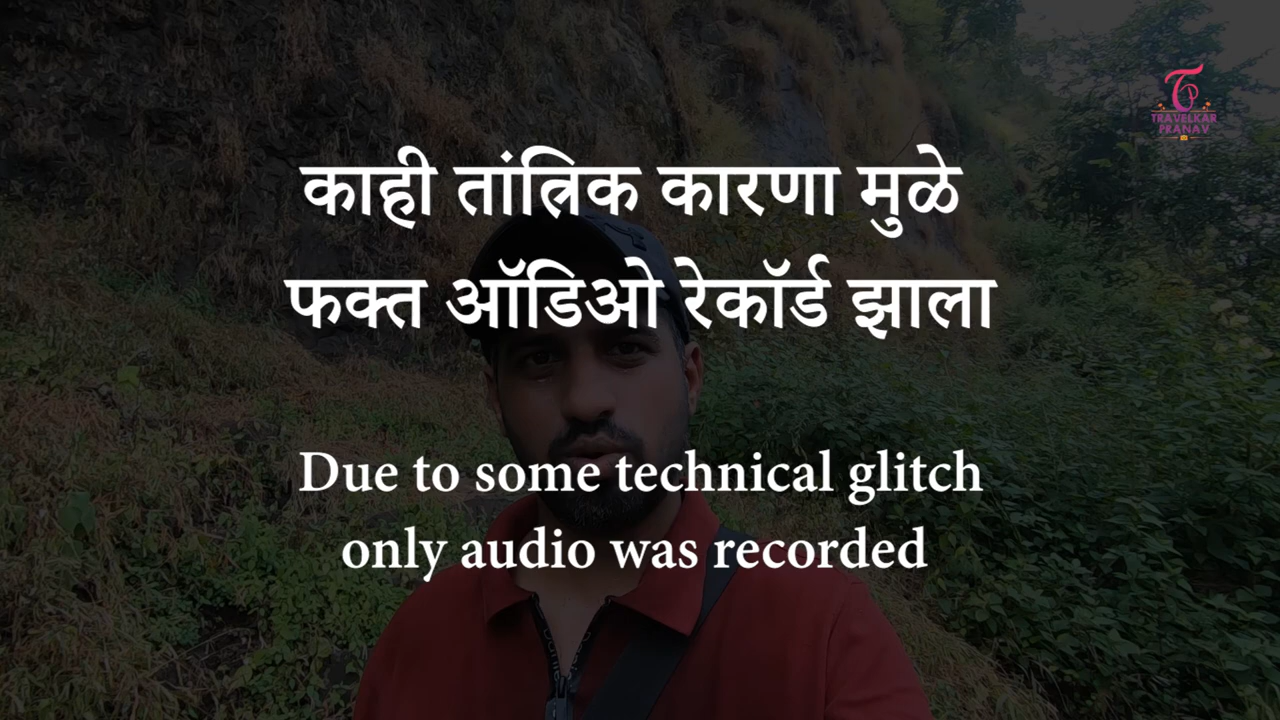 TRAVELKAR
PRANAV
काही तांत्रिक कारणा मुळे
फक्त ऑडिओ रेकॉर्ड झाला
Due to some technical glitch
only audio was recorded